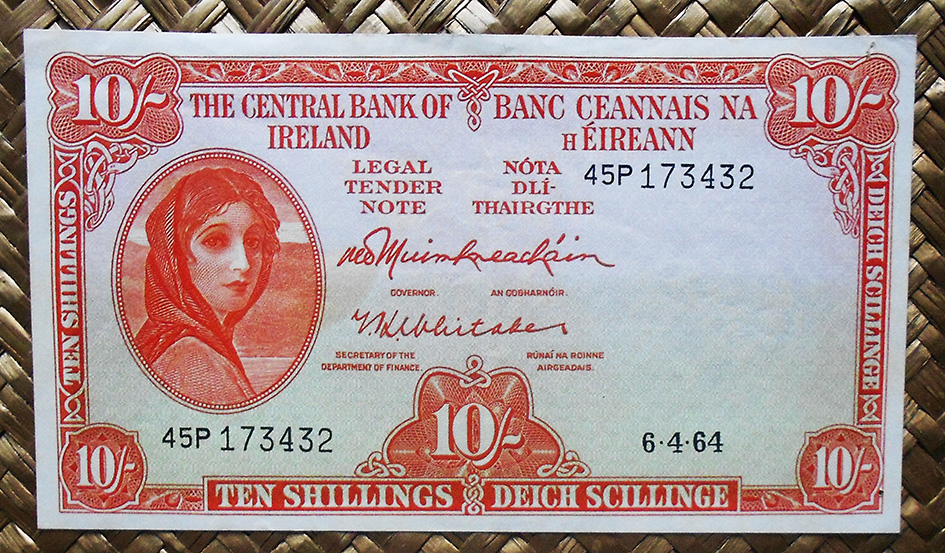 10/- 10/-
THE CENTRAL BANK OF IRELAND
BANC CEANNAIS NA hÉIREANN
LEGAL TENDER NOTE
NÓTA DLÍ-THAIRGTHE
45P 173432
M Ó Muimhneacháin
GOVERNOR. AN GOBHARNÓIR.
T.K. Whitaker
SECRETARY OF THE DEPARTMENT OF FINANCE.
RÚNAÍ NA ROINNE AIRGEADAIS.
TEN SHILLINGS
DEICH SCILLINGE
45P 173432
10/-
6·4·64
10/- 10/-
TEN SHILLINGS DEICH SCILLINGE